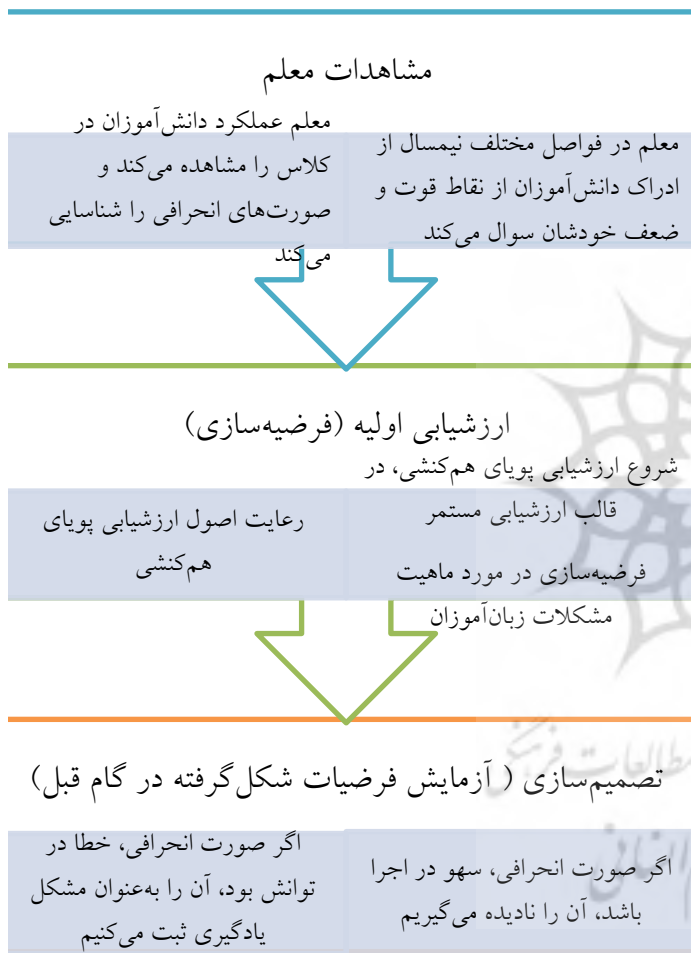 مشاهدات معلم
معلم در فواصل مختلف نیمسال از
ادراک دانش‌آموزان از نقاط قوت و
ضعف خودشان سوال می‌کند
معلم عملکرد دانش‌آموزان در
کلاس را مشاهده می‌کند و
صورت‌های انحرافی را شناسایی
می‌کند
ارزشیابی اولیه (فرضیه‌سازی)
شروع ارزشیابی پویای هم‌کنشی، در
قالب ارزشیابی مستمر
فرضیه‌سازی در مورد ماهیت
مشکلات زبان‌آموزان
رعایت اصول ارزشیابی پویای
هم‌کنشی
مطالعات فرهنگی
تصمیم‌سازی ( آزمایش فرضیات شکل‌گرفته در گام قبل)
اگر صورت انحرافی، سهو در اجرا
باشد، آن را نادیده می‌گیریم
اگر صورت انحرافی، خطا در
توانش بود، آن را به‌عنوان مشکل
یادگیری ثبت می‌کنیم